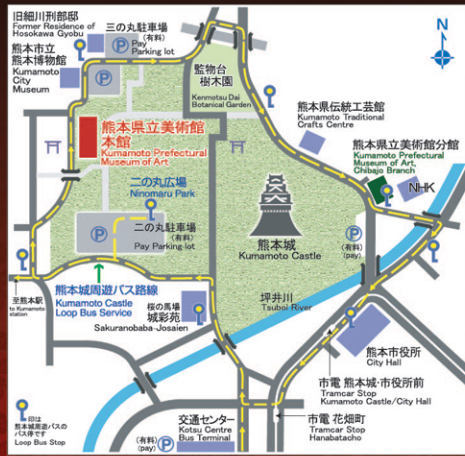 旧細川刑部邸
Former Residence of
Hosokawa Gyobu
三の丸駐車場
(有料)
Pay
Parking lot
P
N
熊本市立
熊本博物館
Kumamoto
City
Museum
監物台
樹木園
Kenmotsu Dai
Botanical Garden
熊本県伝統工芸館
Kumamoto Traditional
Crafts Centre
熊本県立美術館
本館
Kumamoto Prefectural
Museum of Art
熊本県立美術館分館
Kumamoto Prefectural
Museum of Art,
Chibajo Branch
NHK
二の丸広場
Ninomaru Park
二の丸駐車場
(有料)
Pay Parking lot
P
熊本城
Kumamoto Castle
P
(有料)
(pay)
至熊本駅
to Kumamoto
station
熊本城周遊バス路線
Kumamoto Castle
Loop Bus Service
桜の馬場
城彩苑
Sakuranobaba-Josaien
坪井川
Tsuboi River
熊本市役所
City Hall
市電 熊本城・市役所前
Tramcar Stop
Kumamoto Castle/City Hall
印は
熊本城周遊バスの
バス停です
Loop Bus Stop
交通センター
Kotsu Centre
Bus Terminal
(有料)
(pay)
P
市電 花畑町
Tramcar Stop
Hanabatacho